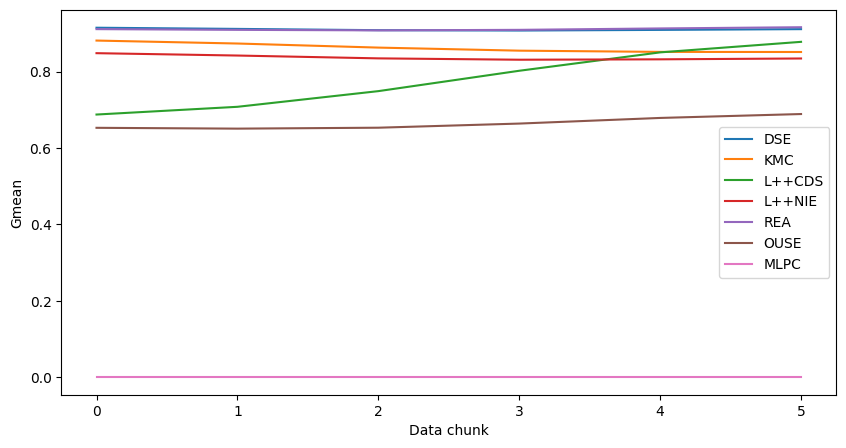 0.8
0.6
0.4
0.2
0.0
Gmean
0 1 2 3 4 5
Data chunk
DSE
KMC
L++CDS
L++NIE
REA
OUSE
MLPC